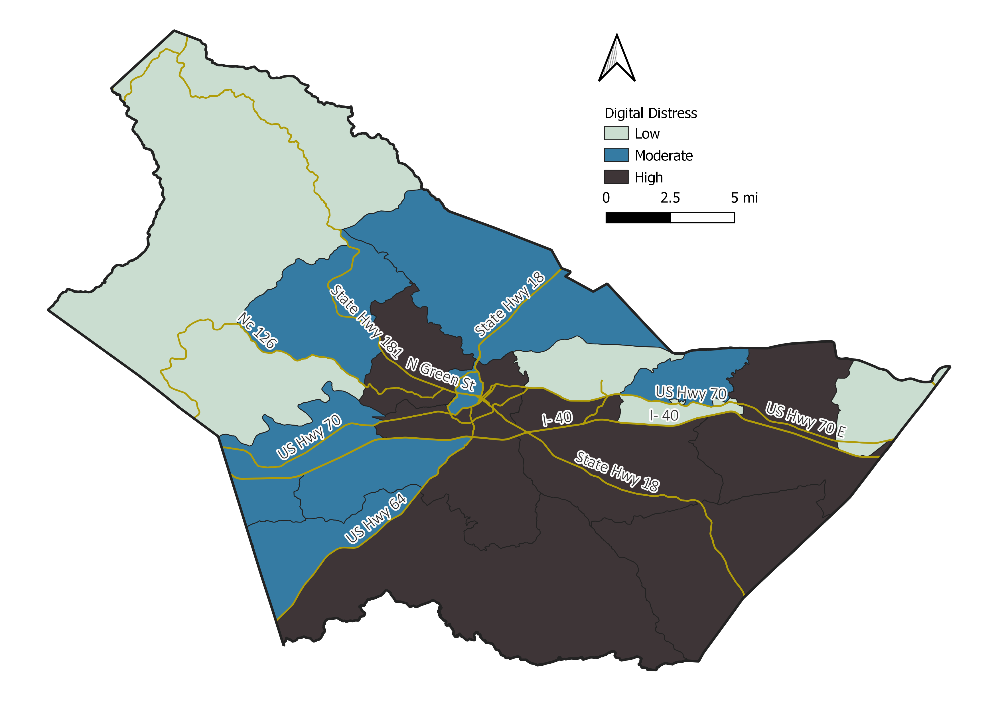 Digital Distress
Low
Moderate
High
0 2.5 5 mi
State Hwy 18
State Hwy 181
Nc 126
N Green St
US Hwy 70
US Hwy 70
I- 40
I- 40
US Hwy 70 E
State Hwy 18
US Hwy 64